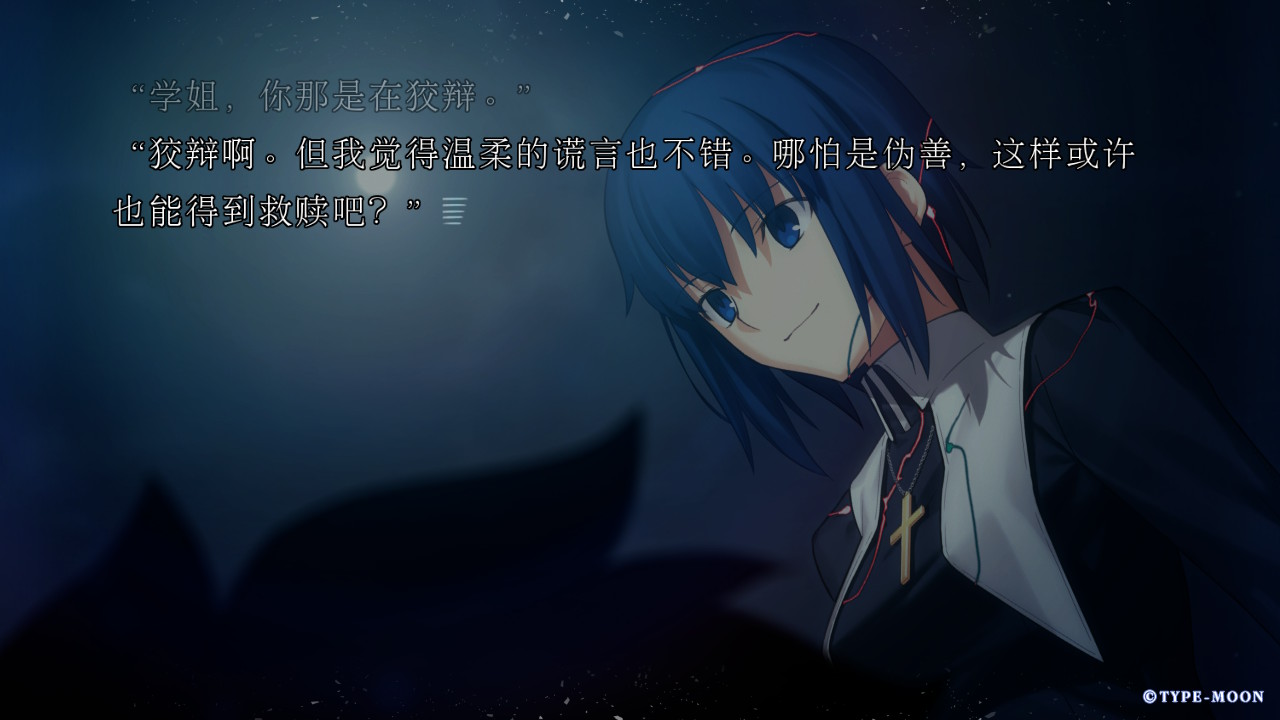 “学姐，你那是在狡辩。”
“狡辩啊。但我觉得温柔的谎言也不错。哪怕是伪善，这样或许
也能得到救赎吧？”
©TYPE-MOON